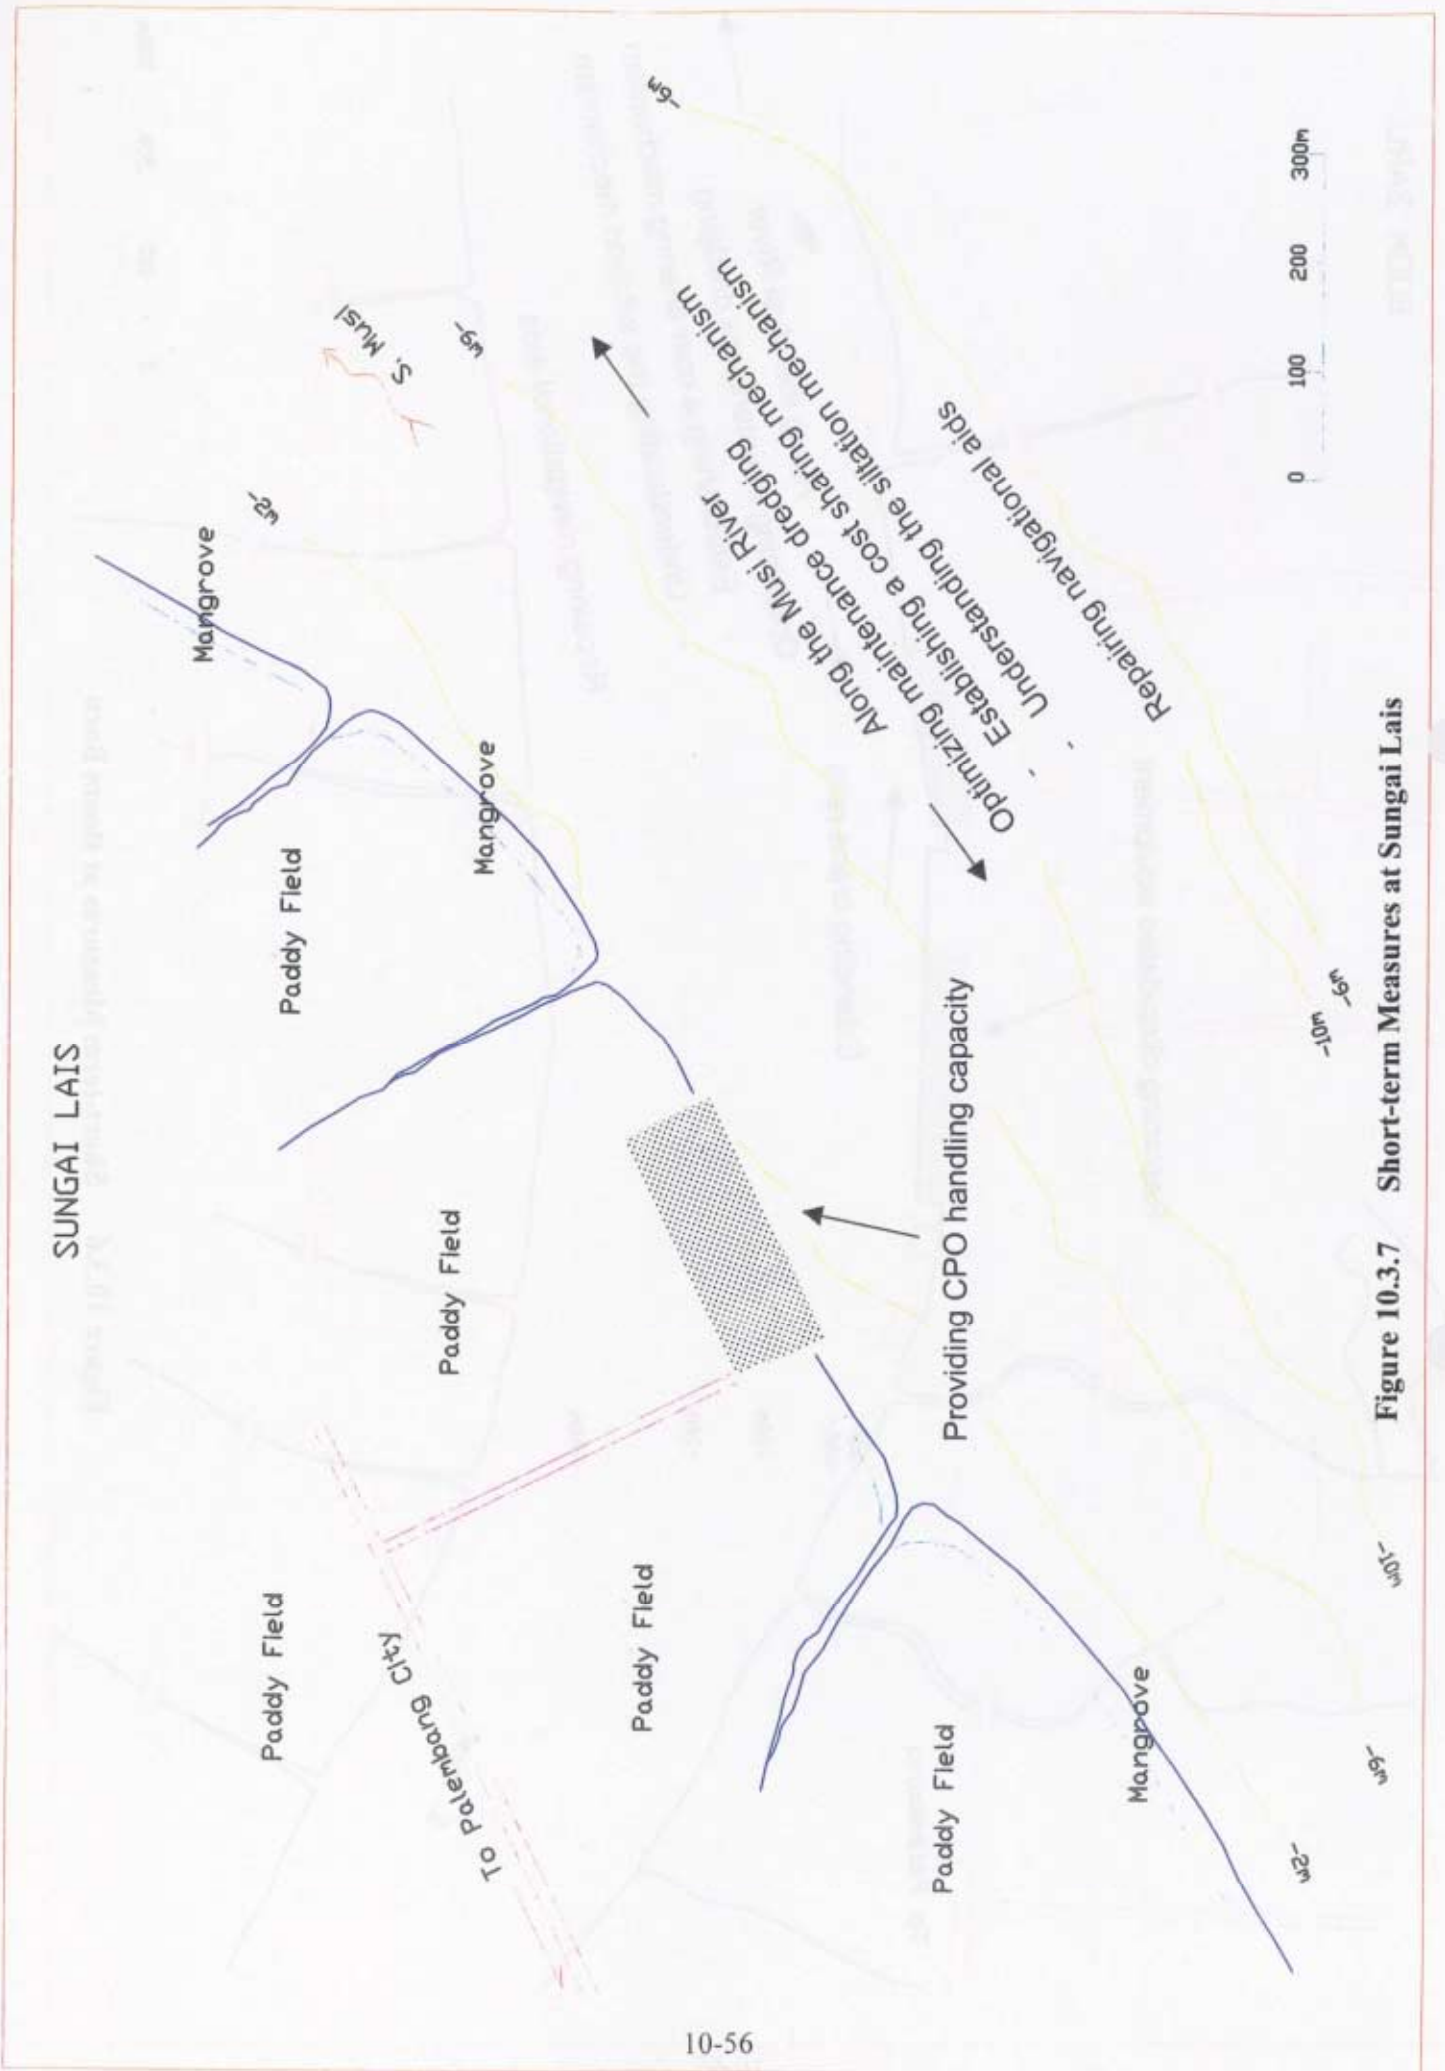 SUNGAI LAIS
Mangrove
-2m
S. Musi
-6m
-6m
Paddy Field
Mangrove
Along the Musi River
Optimizing maintenance dredging
Establishing a cost sharing mechanism
Understanding the siltation mechanism
Repairing navigational aids
Paddy Field
Providing CPO handling capacity
Paddy Field
To Palembang City
Paddy Field
Paddy Field
Mangrove
-2m
-6m
-10m
-10m
-6m
0 100 200 300m
Figure 10.3.7 Short-term Measures at Sungai Lais
10-56